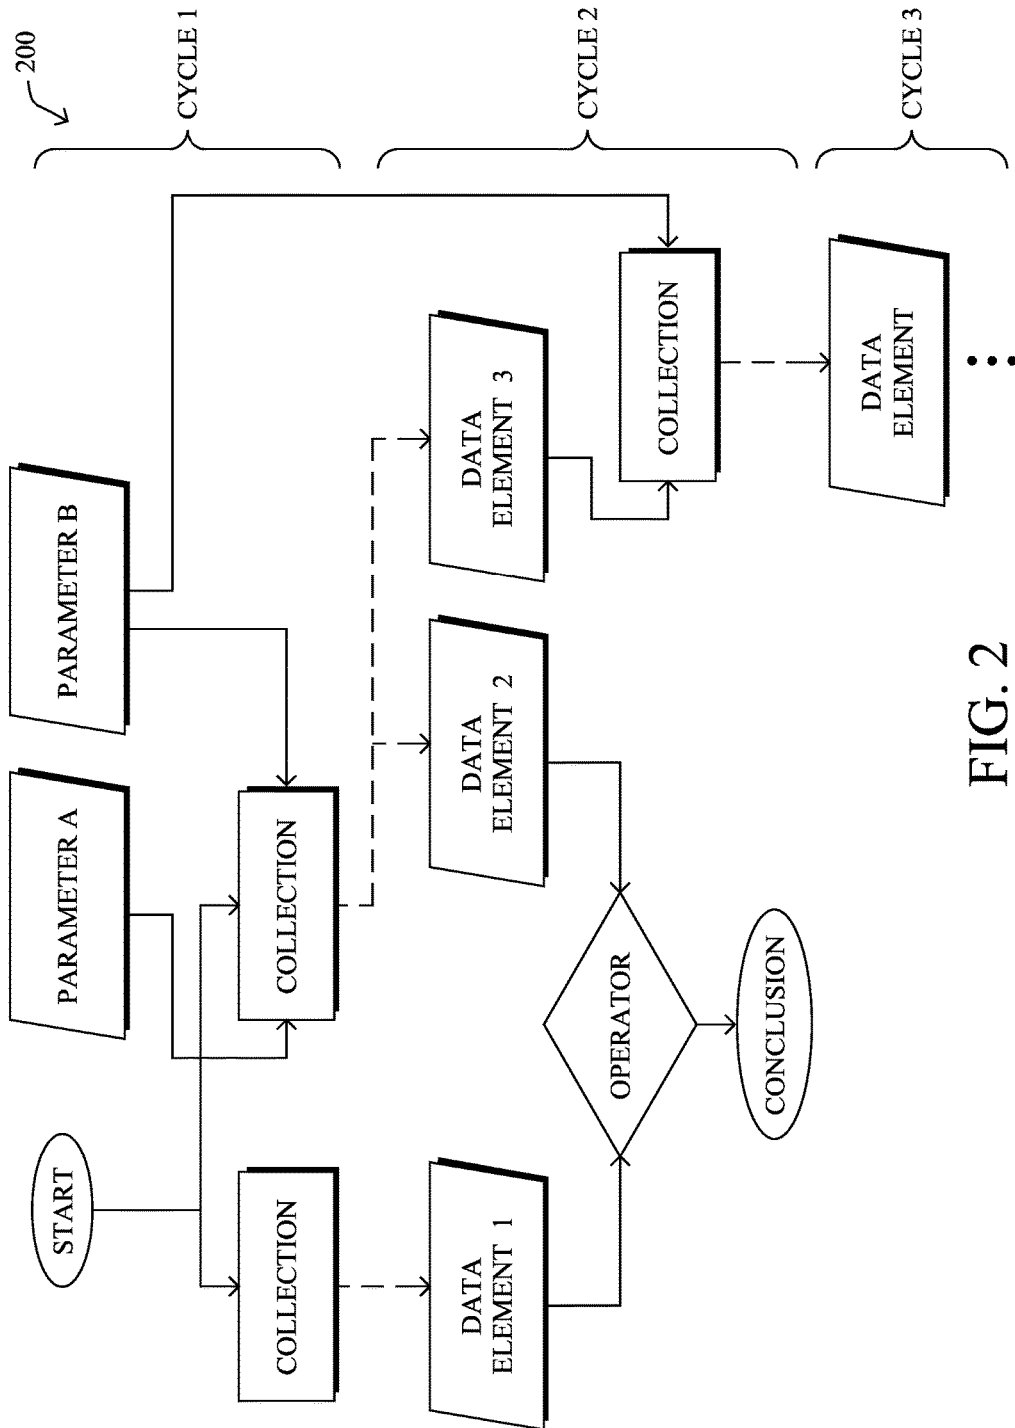 200
START
PARAMETER A
PARAMETER B
CYCLE 1
COLLECTION
COLLECTION
DATA
ELEMENT 1
DATA
ELEMENT 2
DATA
ELEMENT 3
CYCLE 2
OPERATOR
COLLECTION
CONCLUSION
DATA
ELEMENT
CYCLE 3
FIG. 2